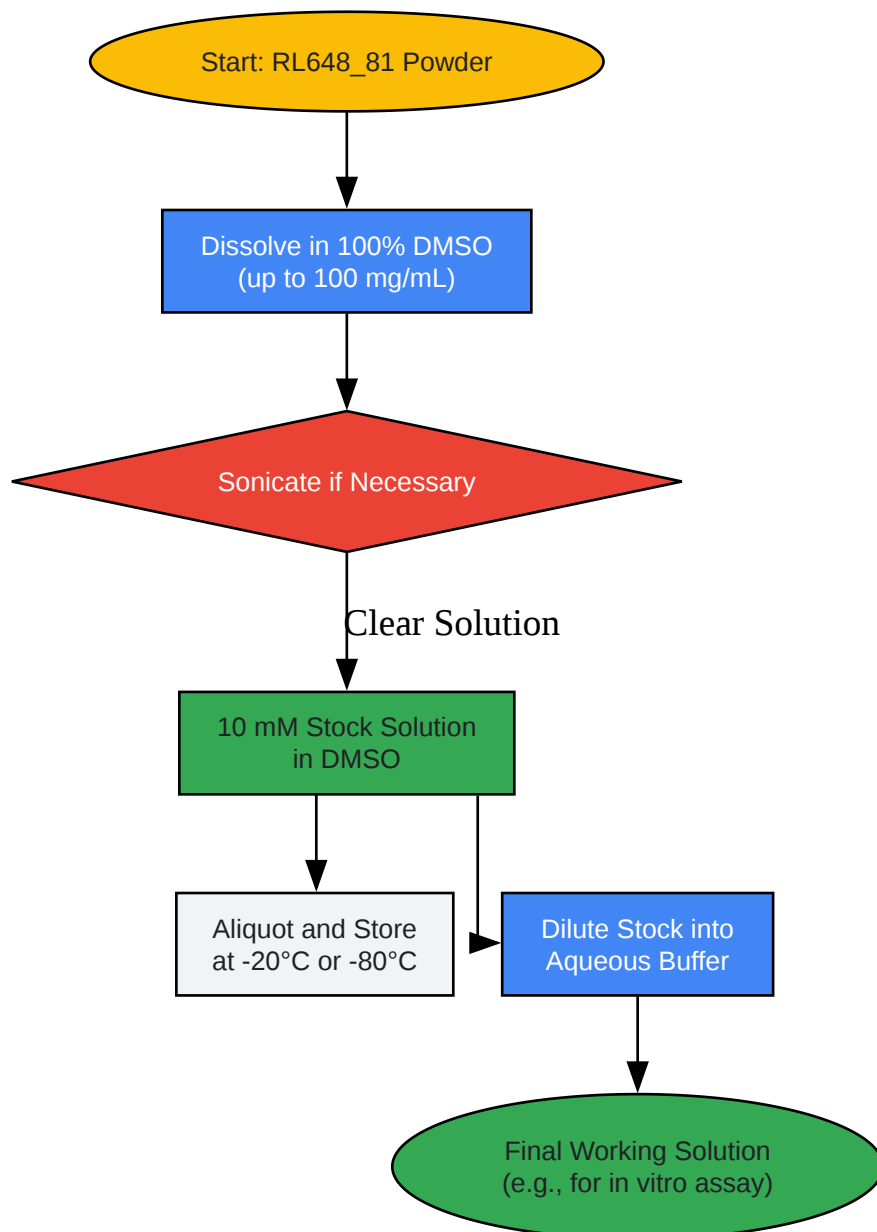 Start: RL648_81 Powder
Dissolve in 100% DMSO
(up to 100 mg/mL)
Sonicate if Necessary
Clear Solution
10 mM Stock Solution
in DMSO
Aliquot and Store
at -20°C or -80°C
Dilute Stock into
Aqueous Buffer
Final Working Solution
(e.g., for in vitro assay)